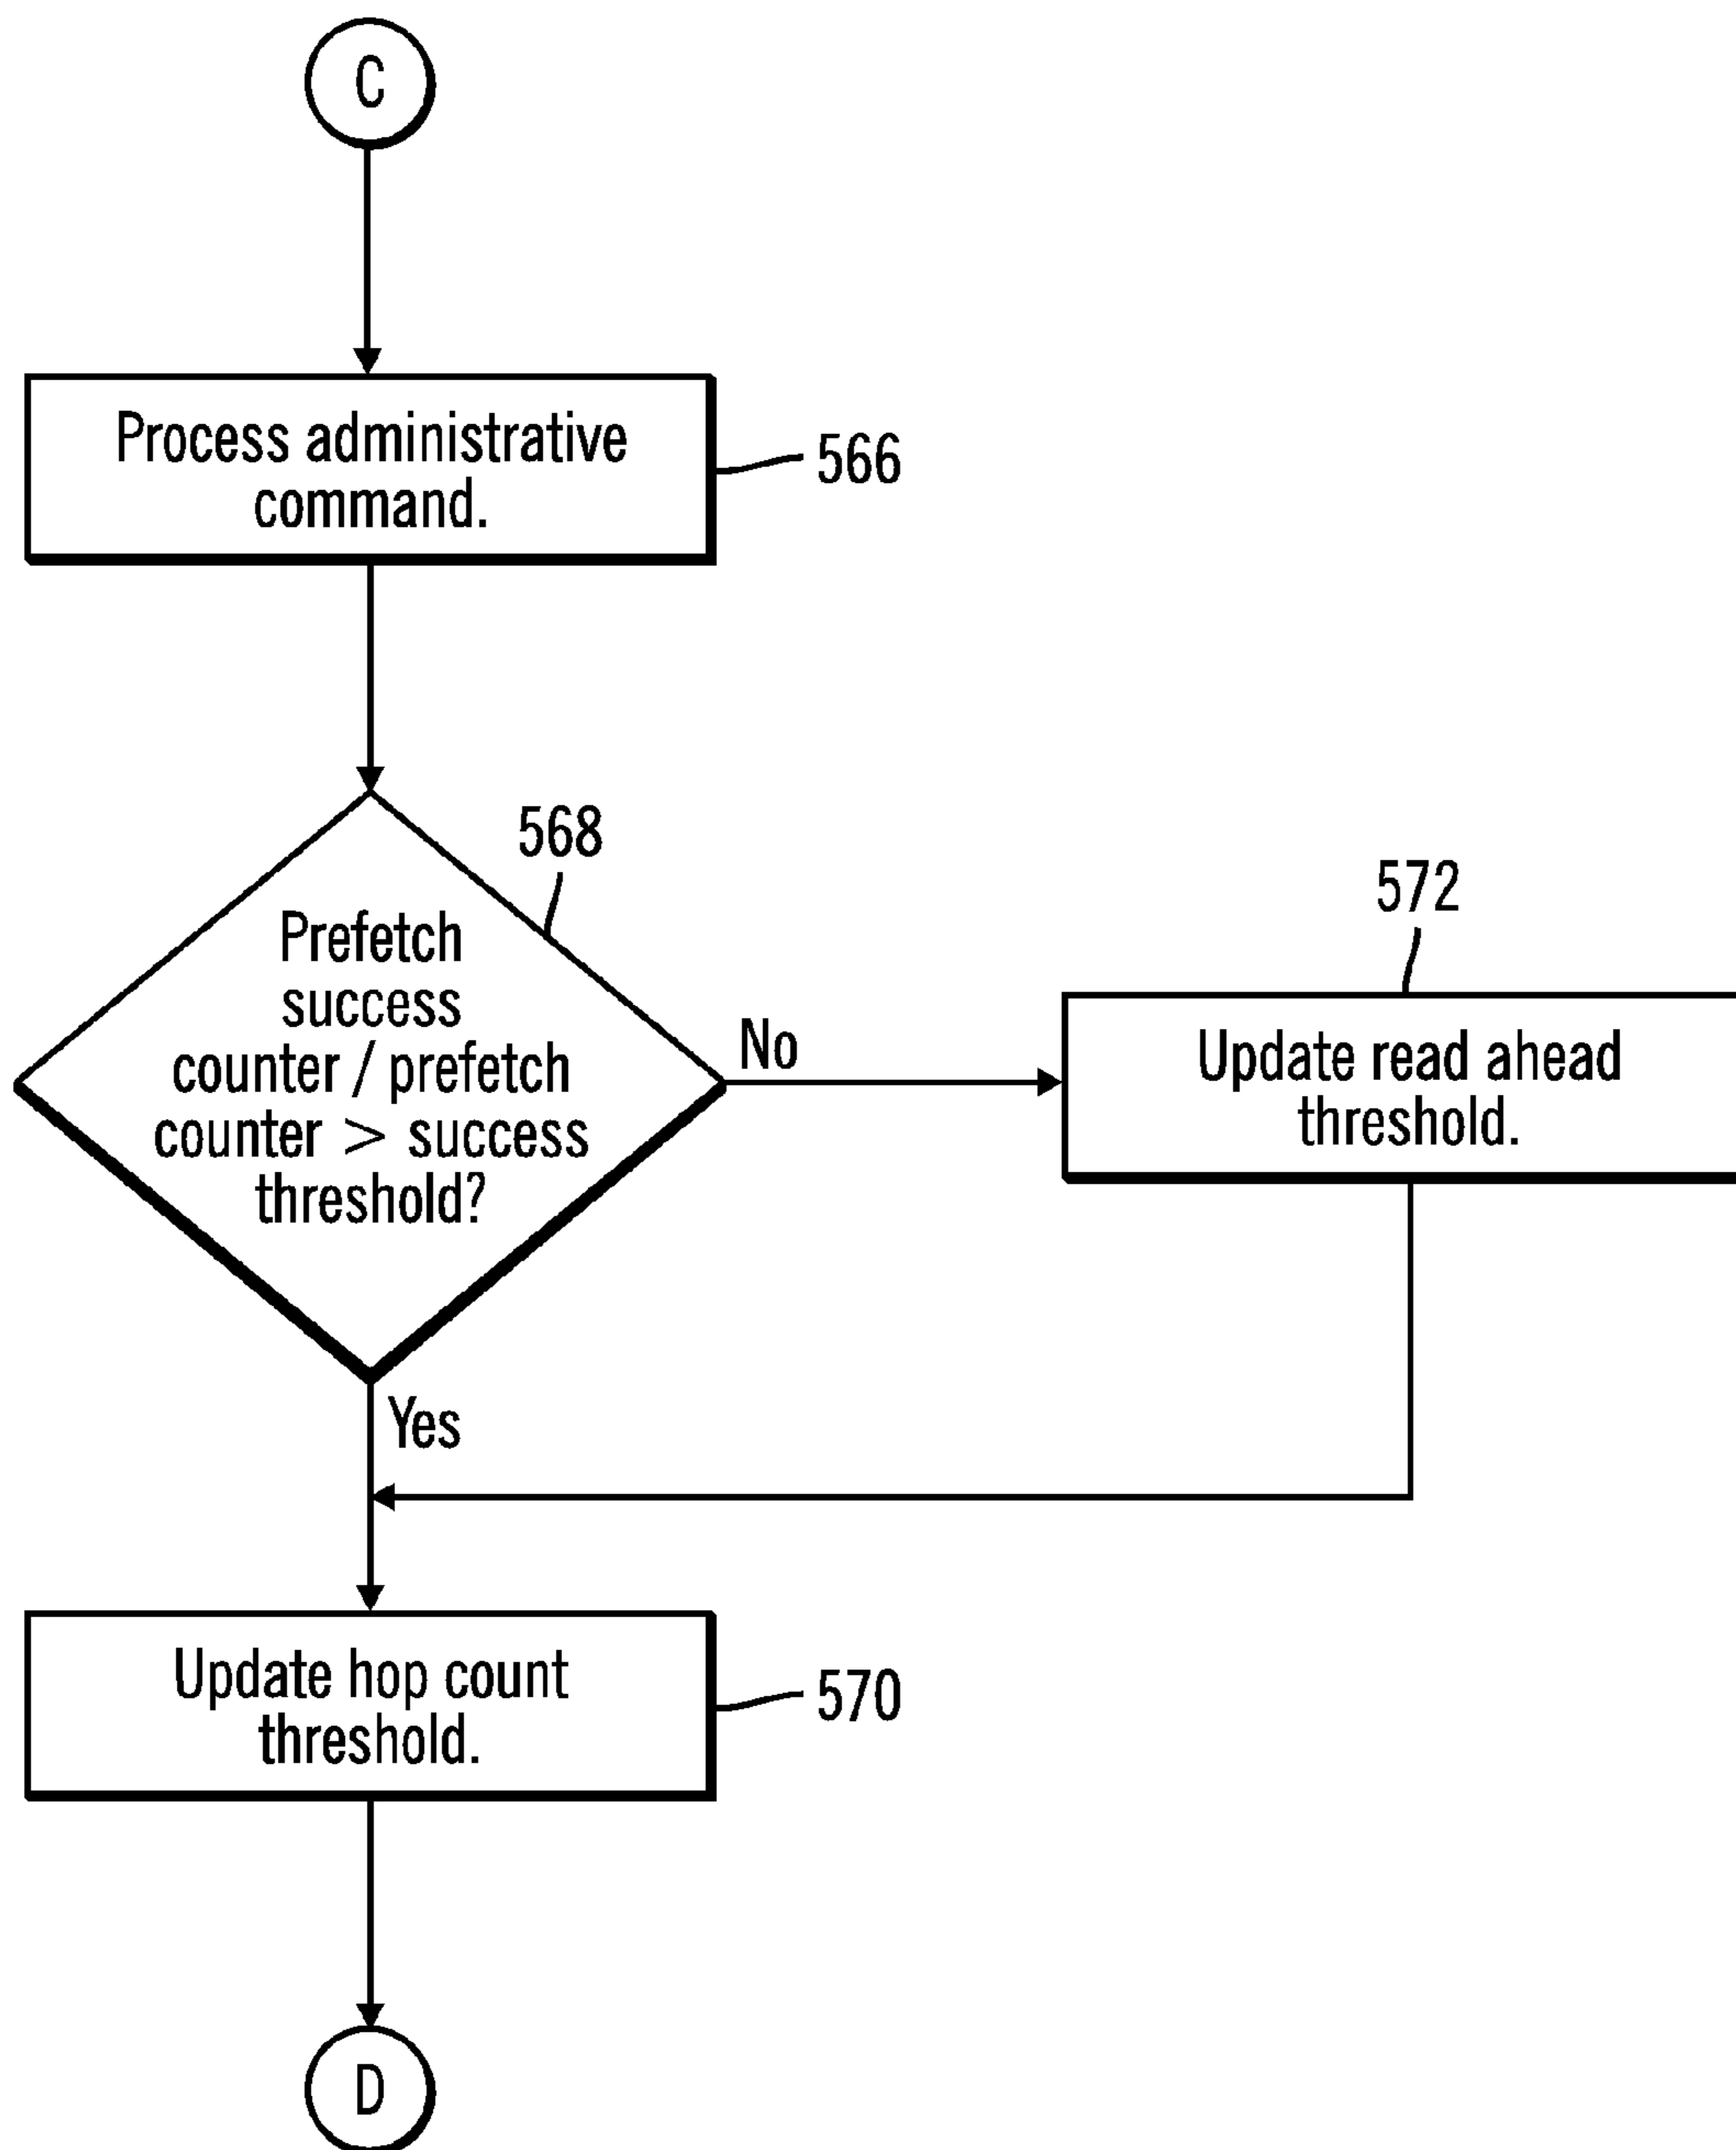 C
Process administrative
command.
566
568
Prefetch
success
counter / prefetch
counter > success
threshold?
No
572
Update read ahead
threshold.
Yes
Update hop count
threshold.
570
D